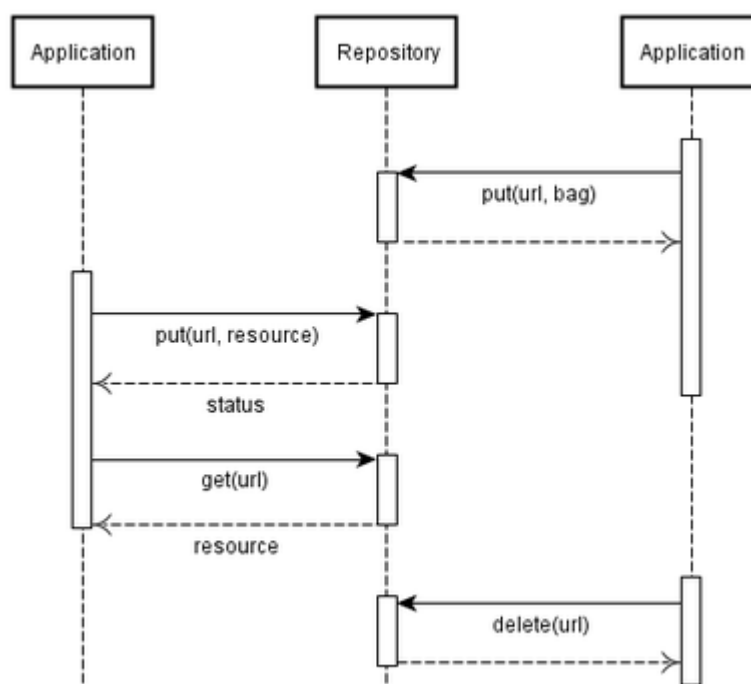 Application
Repository
Application
put(url, bag)
put(url, resource)
status
get(url)
resource
delete(url)